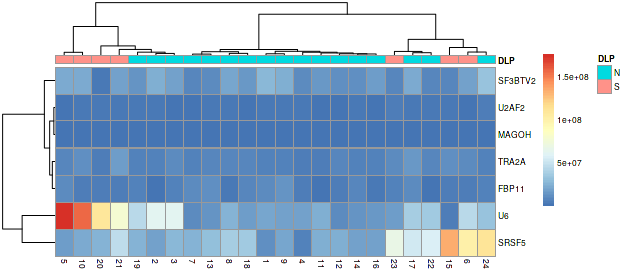 DLP
SF3BTV2
U2AF2
MAGOH
TRA2A
FBP11
U6
SRSF5
5 10 20 21 19 2 3 7 13 8 18 1 9 4 11 12 14 16 23 17 22 15 6 24
1.5e+08
1e+08
5e+07
DLP
N
S